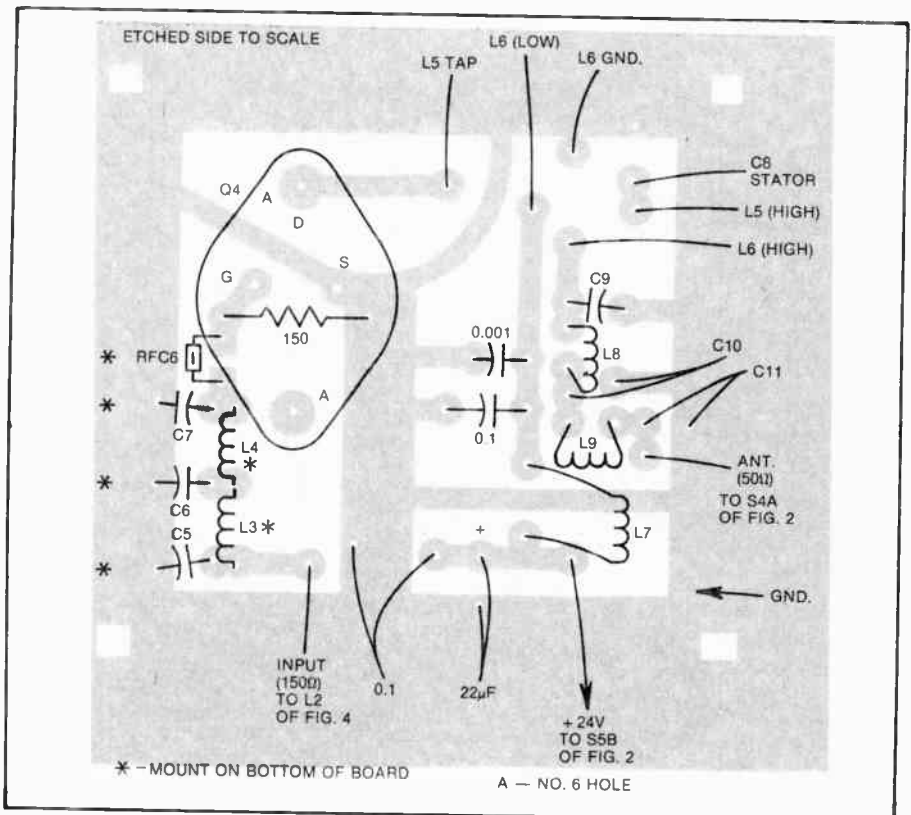 ETCHED SIDE TO SCALE
L6 (LOW)
L5 TAP
L6 GND.
C8
STATOR
L5 (HIGH)
L6 (HIGH)
Q4
A
D
S
G
150
C9
0.001
L8
C10
C11
* RFC6
A
0.1
* C7
L4
*
L9
ANT.
(50Ω)
TO S4A
OF FIG. 2
* C6
L3 *
+
L7
* C5
GND.
INPUT
(150Ω)
TO L2
OF FIG. 4
0.1
22µF
+ 24V
TO S5B
OF FIG. 2
* – MOUNT ON BOTTOM OF BOARD
A — NO. 6 HOLE